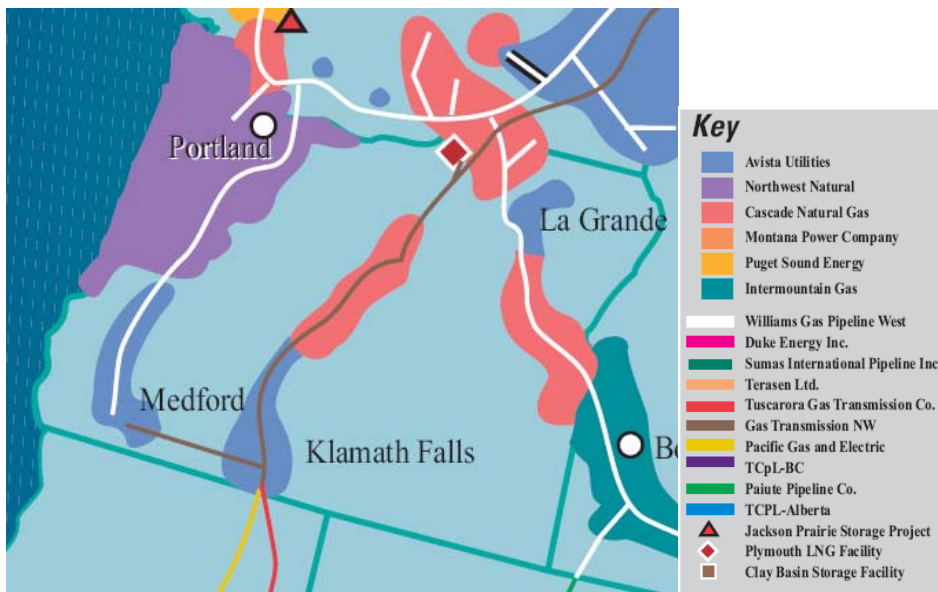 Portland
La Grande
Medford
Klamath Falls
Bo
Key
Avista Utilities
Northwest Natural
Cascade Natural Gas
Montana Power Company
Puget Sound Energy
Intermountain Gas
Williams Gas Pipeline West
Duke Energy Inc.
Sumas International Pipeline Inc
Terasen Ltd.
Tuscarora Gas Transmission Co.
Gas Transmission NW
Pacific Gas and Electric
TCpL-BC
Paiute Pipeline Co.
TCPL-Alberta
Jackson Prairie Storage Project
Plymouth LNG Facility
Clay Basin Storage Facility